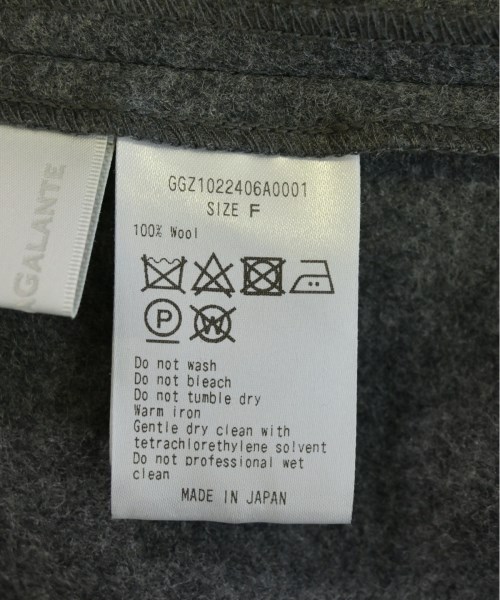 GGZ1022406A0001
SIZE F
100% Wool
P
W
Do not wash
Do not bleach
Do not tumble dry
Warm iron
Gentle dry clean with
tetrachlorethylene solvent
Do not professional wet
clean
MADE IN JAPAN
AGALANTE